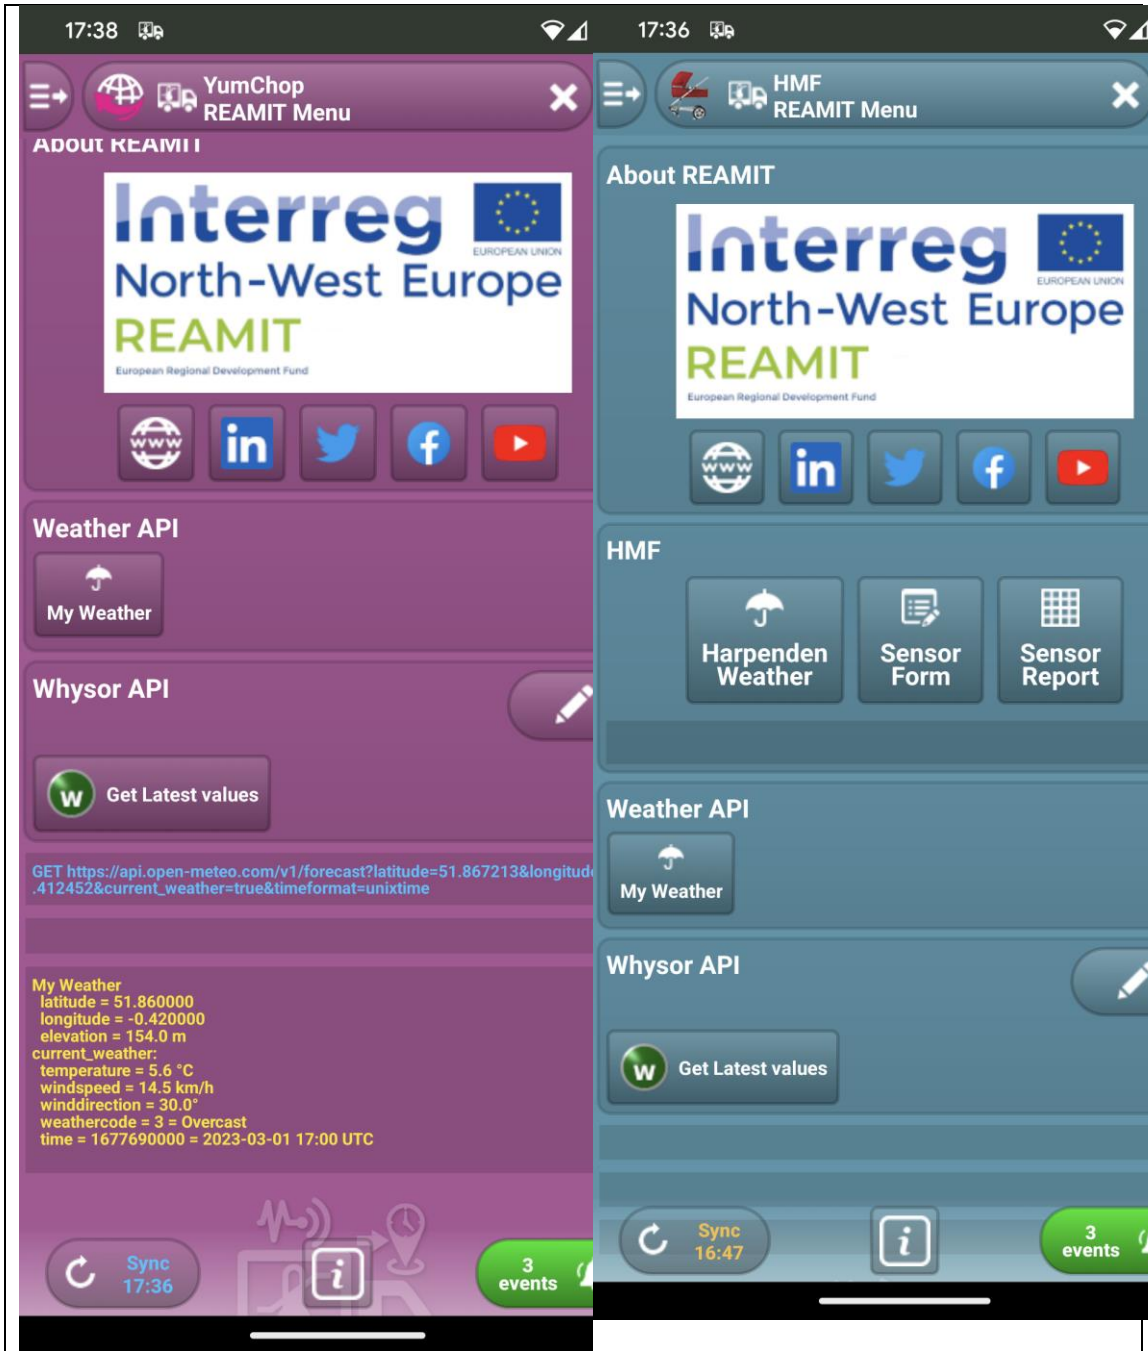 17:38
YumChop
REAMIT Menu
About REAMIT
Interreg
EUROPEAN UNION
North-West Europe
REAMIT
European Regional Development Fund
www
in
f
Weather API
My Weather
Whysor API
w
Get Latest values
GET https://api.open-meteo.com/v1/forecast?latitude=51.867213&longitude
.412452&current_weather=true&timeformat=unixtime
My Weather
latitude = 51.860000
longitude = -0.420000
elevation = 154.0 m
current_weather:
temperature = 5.6 °C
windspeed = 14.5 km/h
winddirection = 30.0°
weathercode = 3 = Overcast
time = 1677690000 = 2023-03-01 17:00 UTC
Sync
17:36
i
3
events
17:36
HMF
REAMIT Menu
About REAMIT
Interreg
EUROPEAN UNION
North-West Europe
REAMIT
European Regional Development Fund
www
in
f
HMF
Harpenden
Weather
Sensor
Form
Sensor
Report
Weather API
My Weather
Whysor API
w
Get Latest values
Sync
16:47
i
3
events